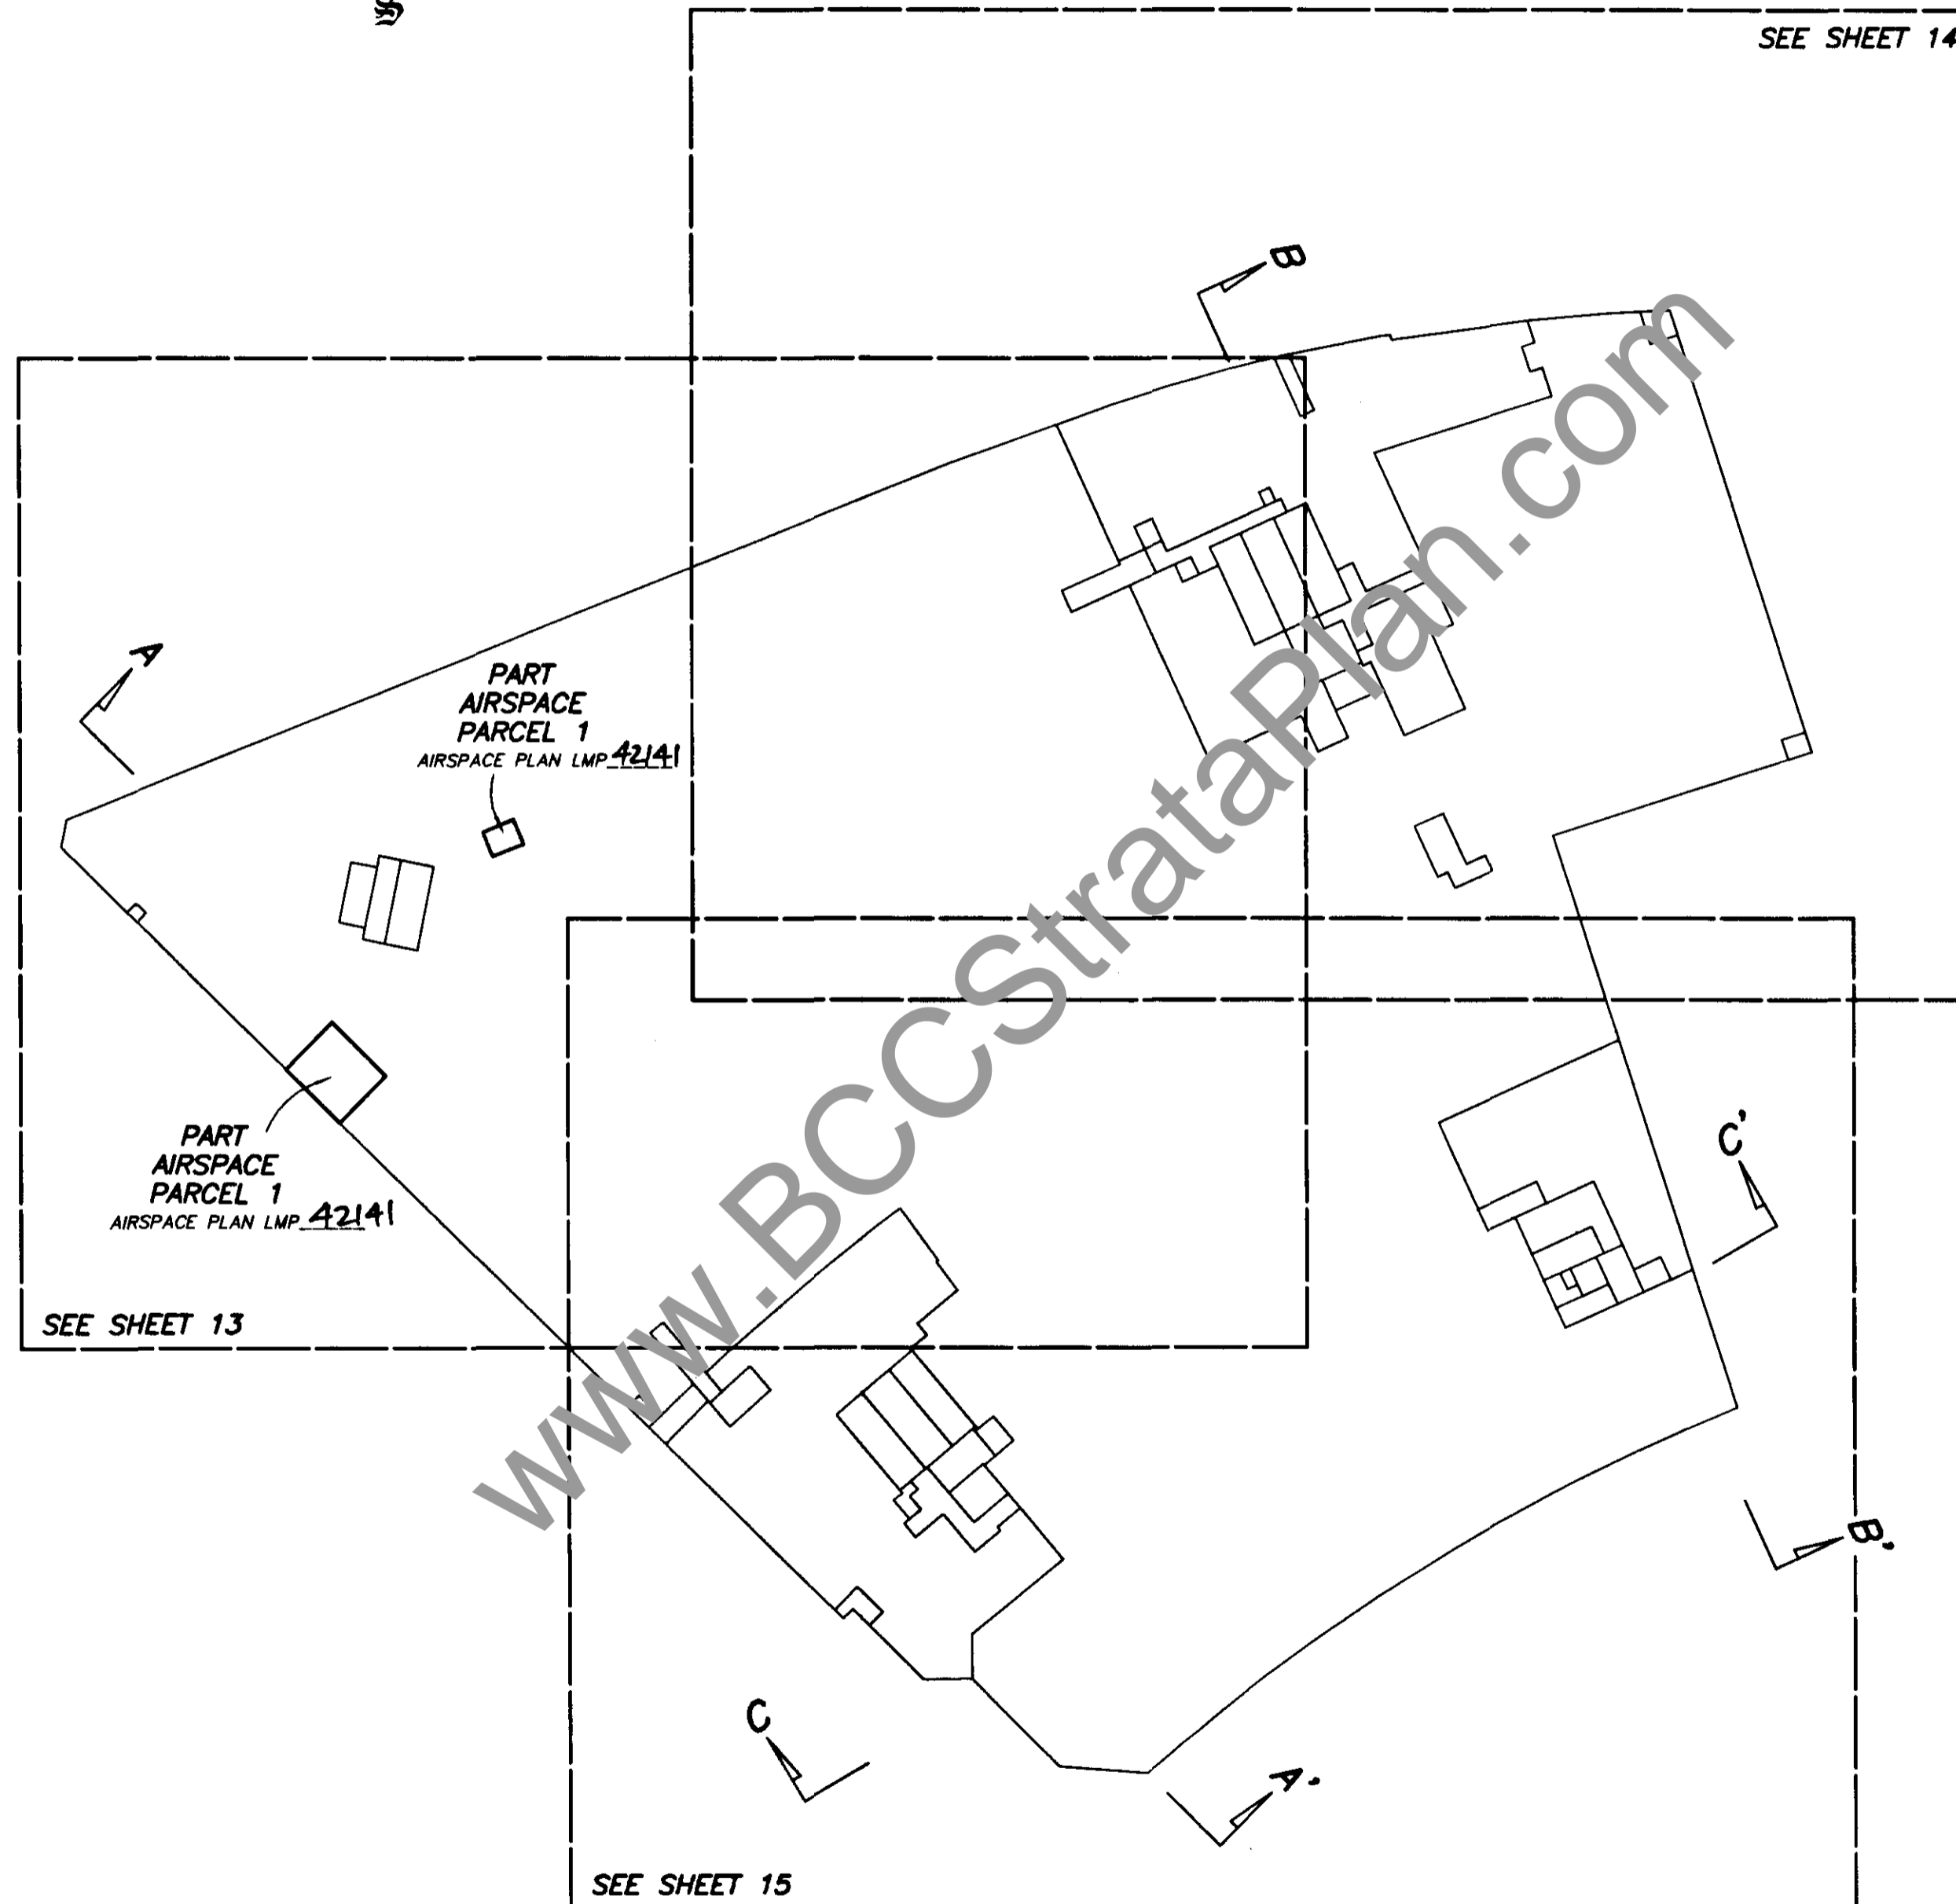 SEE SHEET 14
B
A
PART
AIRSPACE
PARCEL 1
AIRSPACE PLAN LMP 42141
PART
AIRSPACE
PARCEL 1
AIRSPACE PLAN LMP 42141
C'
SEE SHEET 13
B'
C
A'
SEE SHEET 15
www.BCCStrataPlan.com